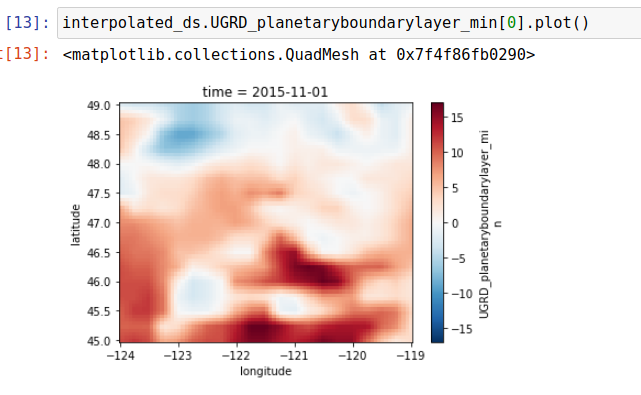 [13]: interpolated_ds.UGRD_planetaryboundarylayer_min[0].plot()
t[13]: <matplotlib.collections.QuadMesh at 0x7f4f86fb0290>
time = 2015-11-01
49.0
48.5
48.0
47.5
47.0
46.5
46.0
45.5
45.0
latitude
−124 −123 −122 −121 −120 −119
longitude
15
10
5
0
−5
−10
−15
UGRD_planetaryboundarylayer_mi
n